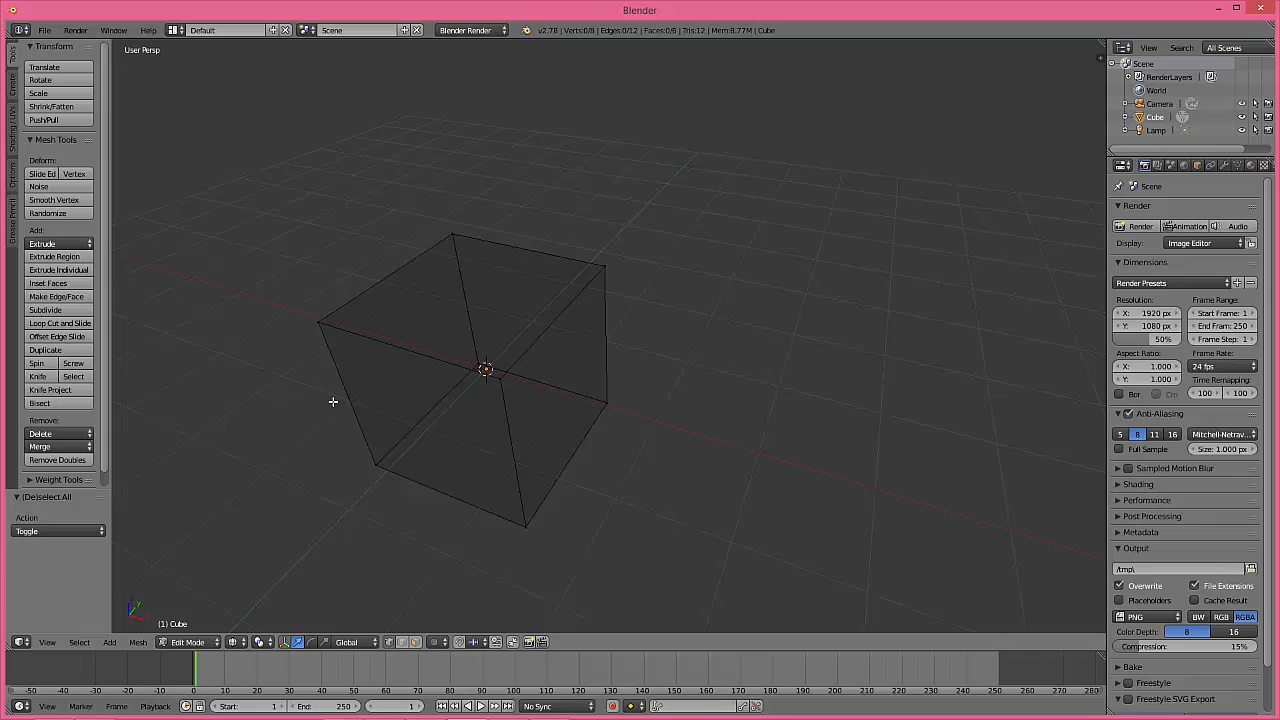 Blender
File Render Window Help Default Scene Blender Render v2.78 | Verts:0/8 | Edges:0/12 | Faces:0/6 | Tris:12 | Mem:8.77M | Cube
Transform
Translate
Rotate
Scale
Shrink/Fatten
Push/Pull
Mesh Tools
Deform:
Slide Ed Vertex
Noise
Smooth Vertex
Randomize
Add:
Extrude
Extrude Region
Extrude Individual
Inset Faces
Make Edge/Face
Subdivide
Loop Cut and Slide
Offset Edge Slide
Duplicate
Spin Screw
Knife Select
Knife Project
Bisect
Remove:
Delete
Merge
Remove Doubles
Weight Tools
(De)select All
Action
Toggle
Tools
Create
Shading / UVs
Options
Grease Pencil
User Persp
(1) Cube
View Select Add Mesh Edit Mode Global
-50 -40 -30 -20 -10 0 10 20 30 40 50 60 70 80 90 100 110 120 130 140 150 160 170 180 190 200 210 220 230 240 250 260 270 280
View Marker Frame Playback Start: 1 End: 250 1 No Sync
View Search All Scenes
Scene
RenderLayers
World
Camera
Cube
Lamp
Scene
Render
Render Animation Audio
Display: Image Editor
Dimensions
Render Presets
Resolution: Frame Range:
X: 1920 px Start Frame: 1
Y: 1080 px End Fram: 250
50% Frame Step: 1
Aspect Ratio: Frame Rate:
X: 1.000 24 fps
Y: 1.000 Time Remapping:
Bor Cro 100 100
Anti-Aliasing
5 8 11 16 Mitchell-Netrav...
Full Sample Size: 1.000 px
Sampled Motion Blur
Shading
Performance
Post Processing
Metadata
Output
/tmp\
Overwrite File Extensions
Placeholders Cache Result
PNG BW RGB RGBA
Color Depth: 8 16
Compression: 15%
Bake
Freestyle
Freestyle SVG Export